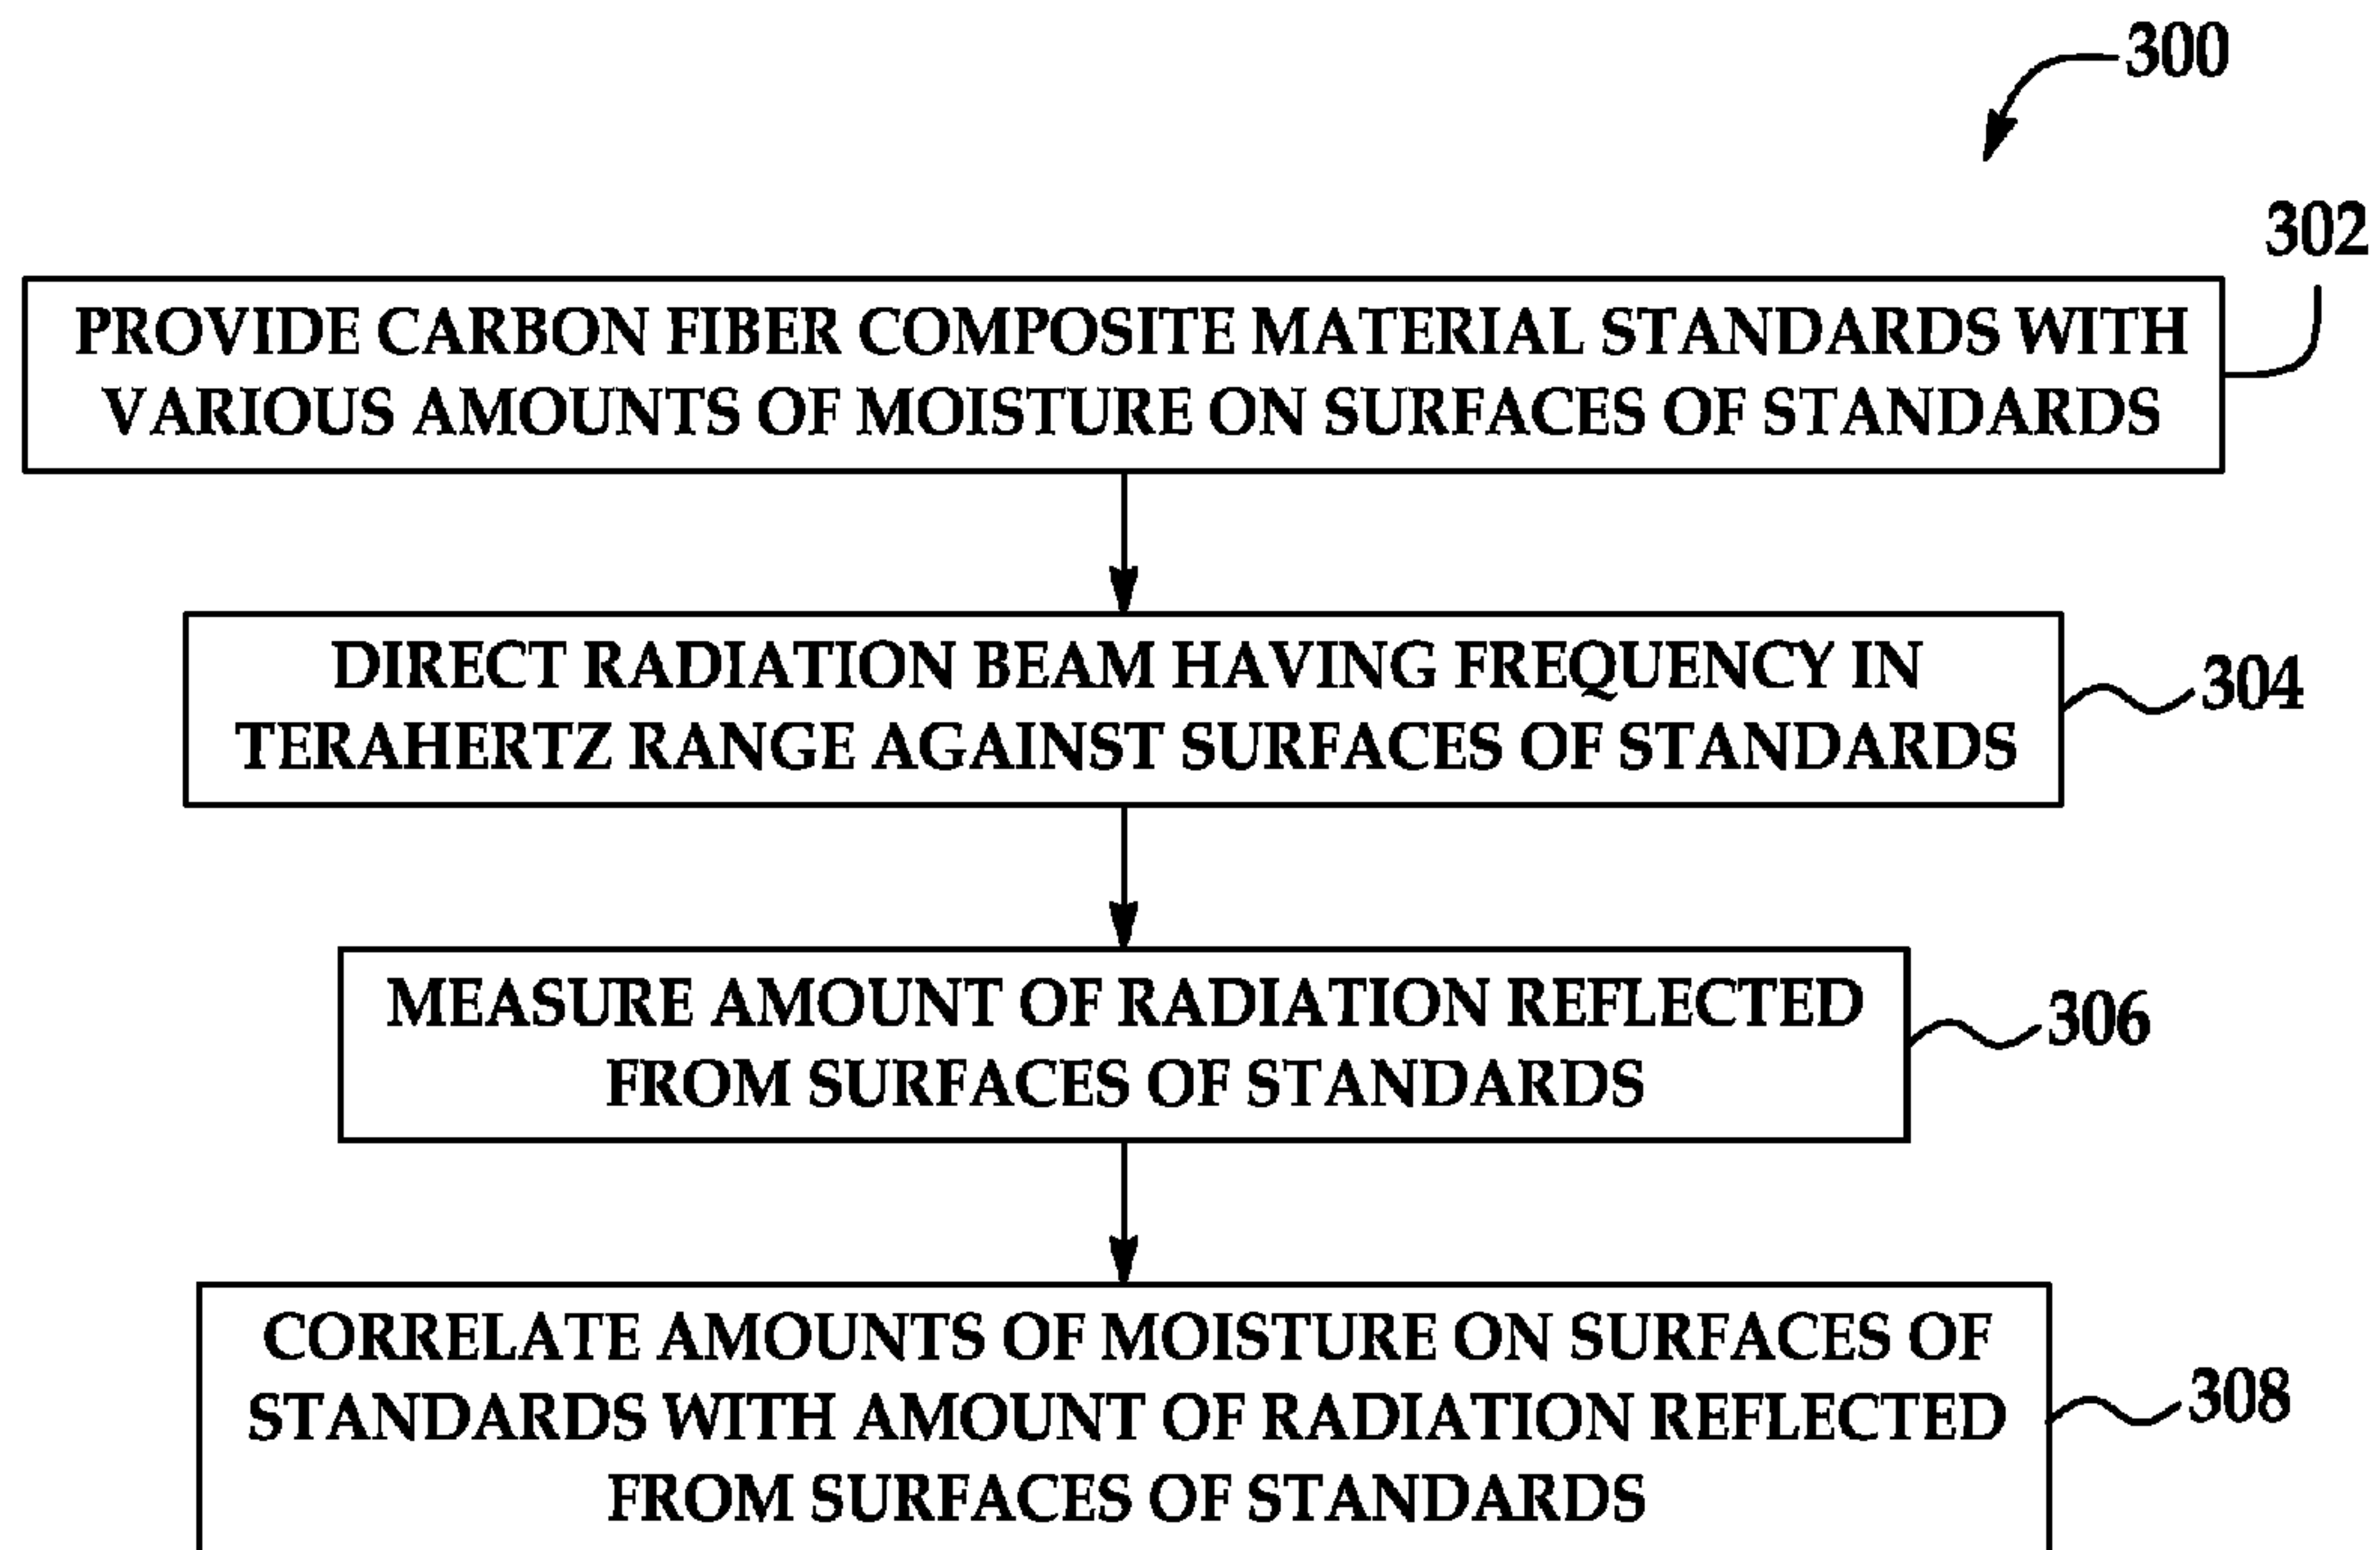 300
302
PROVIDE CARBON FIBER COMPOSITE MATERIAL STANDARDS WITH
VARIOUS AMOUNTS OF MOISTURE ON SURFACES OF STANDARDS
DIRECT RADIATION BEAM HAVING FREQUENCY IN
TERAHERTZ RANGE AGAINST SURFACES OF STANDARDS
304
MEASURE AMOUNT OF RADIATION REFLECTED
FROM SURFACES OF STANDARDS
306
CORRELATE AMOUNTS OF MOISTURE ON SURFACES OF
STANDARDS WITH AMOUNT OF RADIATION REFLECTED
FROM SURFACES OF STANDARDS
308